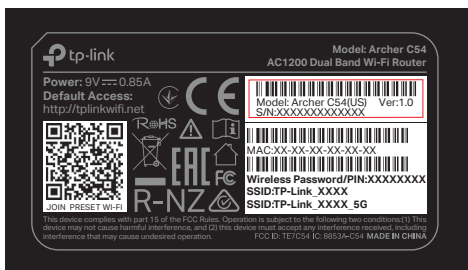 tp-link
Model: Archer C54
AC1200 Dual Band Wi-Fi Router
Power: 9V⎓0.85A
Default Access:
http://tplinkwifi.net
Model: Archer C54(US) Ver:1.0
S/N:XXXXXXXXXXXXX
RoHS
MAC:XX-XX-XX-XX-XX-XX
Wireless Password/PIN:XXXXXXXX
SSID:TP-Link_XXXX
SSID:TP-Link_XXXX_5G
CE
EAC
FC
R-NZ
JOIN PRESET WI-FI
This device complies with part 15 of the FCC Rules. Operation is subject to the following two conditions:(1) This
device may not cause harmful interference, and (2) this device must accept any interference received, including
interference that may cause undesired operation. FCC ID: TE7C54 IC: 8853A-C54 MADE IN CHINA